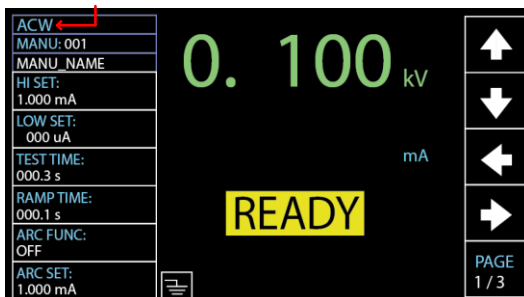 ACW
MANU: 001
MANU_NAME
HI SET:
1.000 mA
LOW SET:
000 uA
TEST TIME:
000.3 s
RAMP TIME:
000.1 s
ARC FUNC:
OFF
ARC SET:
1.000 mA
0. 100 kV
mA
READY
PAGE
1 / 3